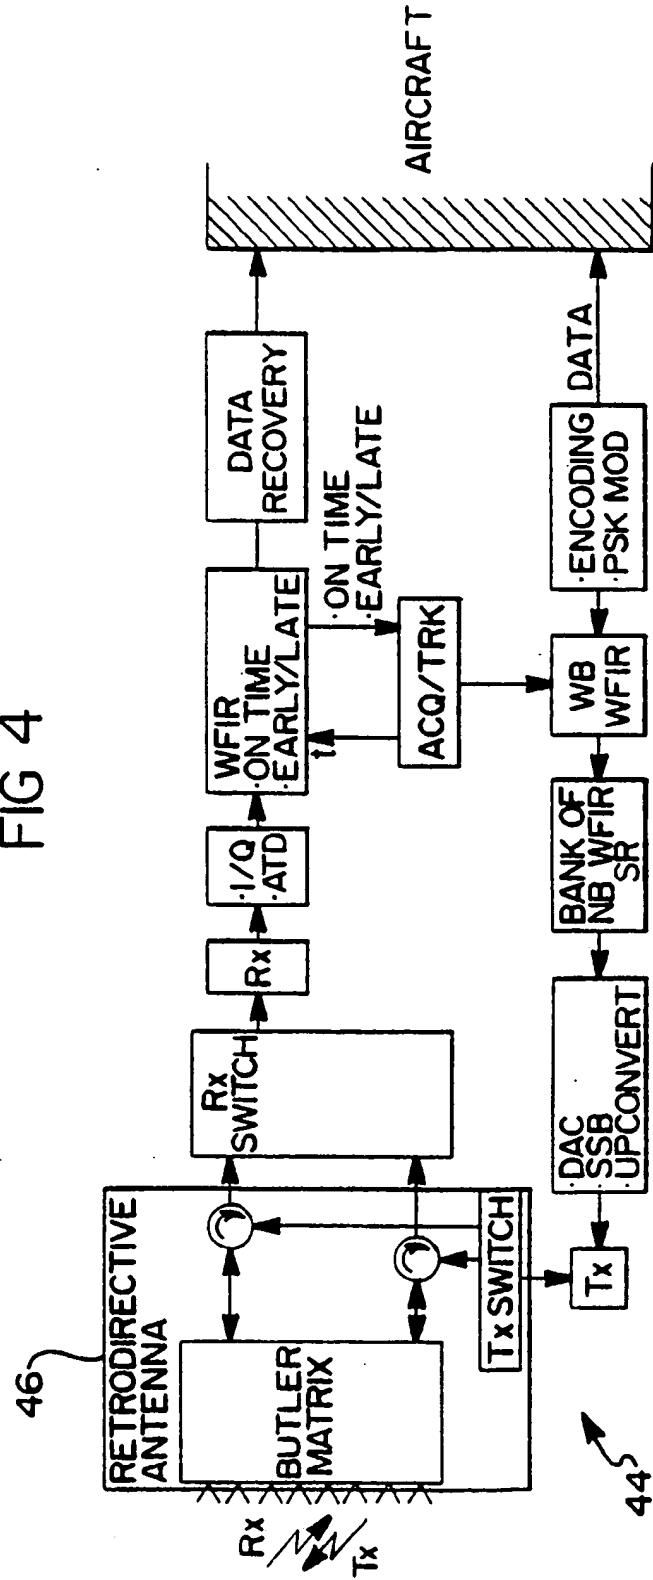 FIG 4
46
RETRODIRECTIVE
ANTENNA
BUTLER
MATRIX
Rx
Tx
Tx SWITCH
Rx
SWITCH
Rx
·I/Q
·ATD
WFIR
·ON TIME
·EARLY/LATE
DATA
RECOVERY
·ON TIME
·EARLY/LATE
t
ACQ/TRK
AIRCRAFT
Tx
·DAC
·SSB
·UPCONVERT
BANK OF
NB WFIR
SR
WB
WFIR
·ENCODING
·PSK MOD
DATA
44